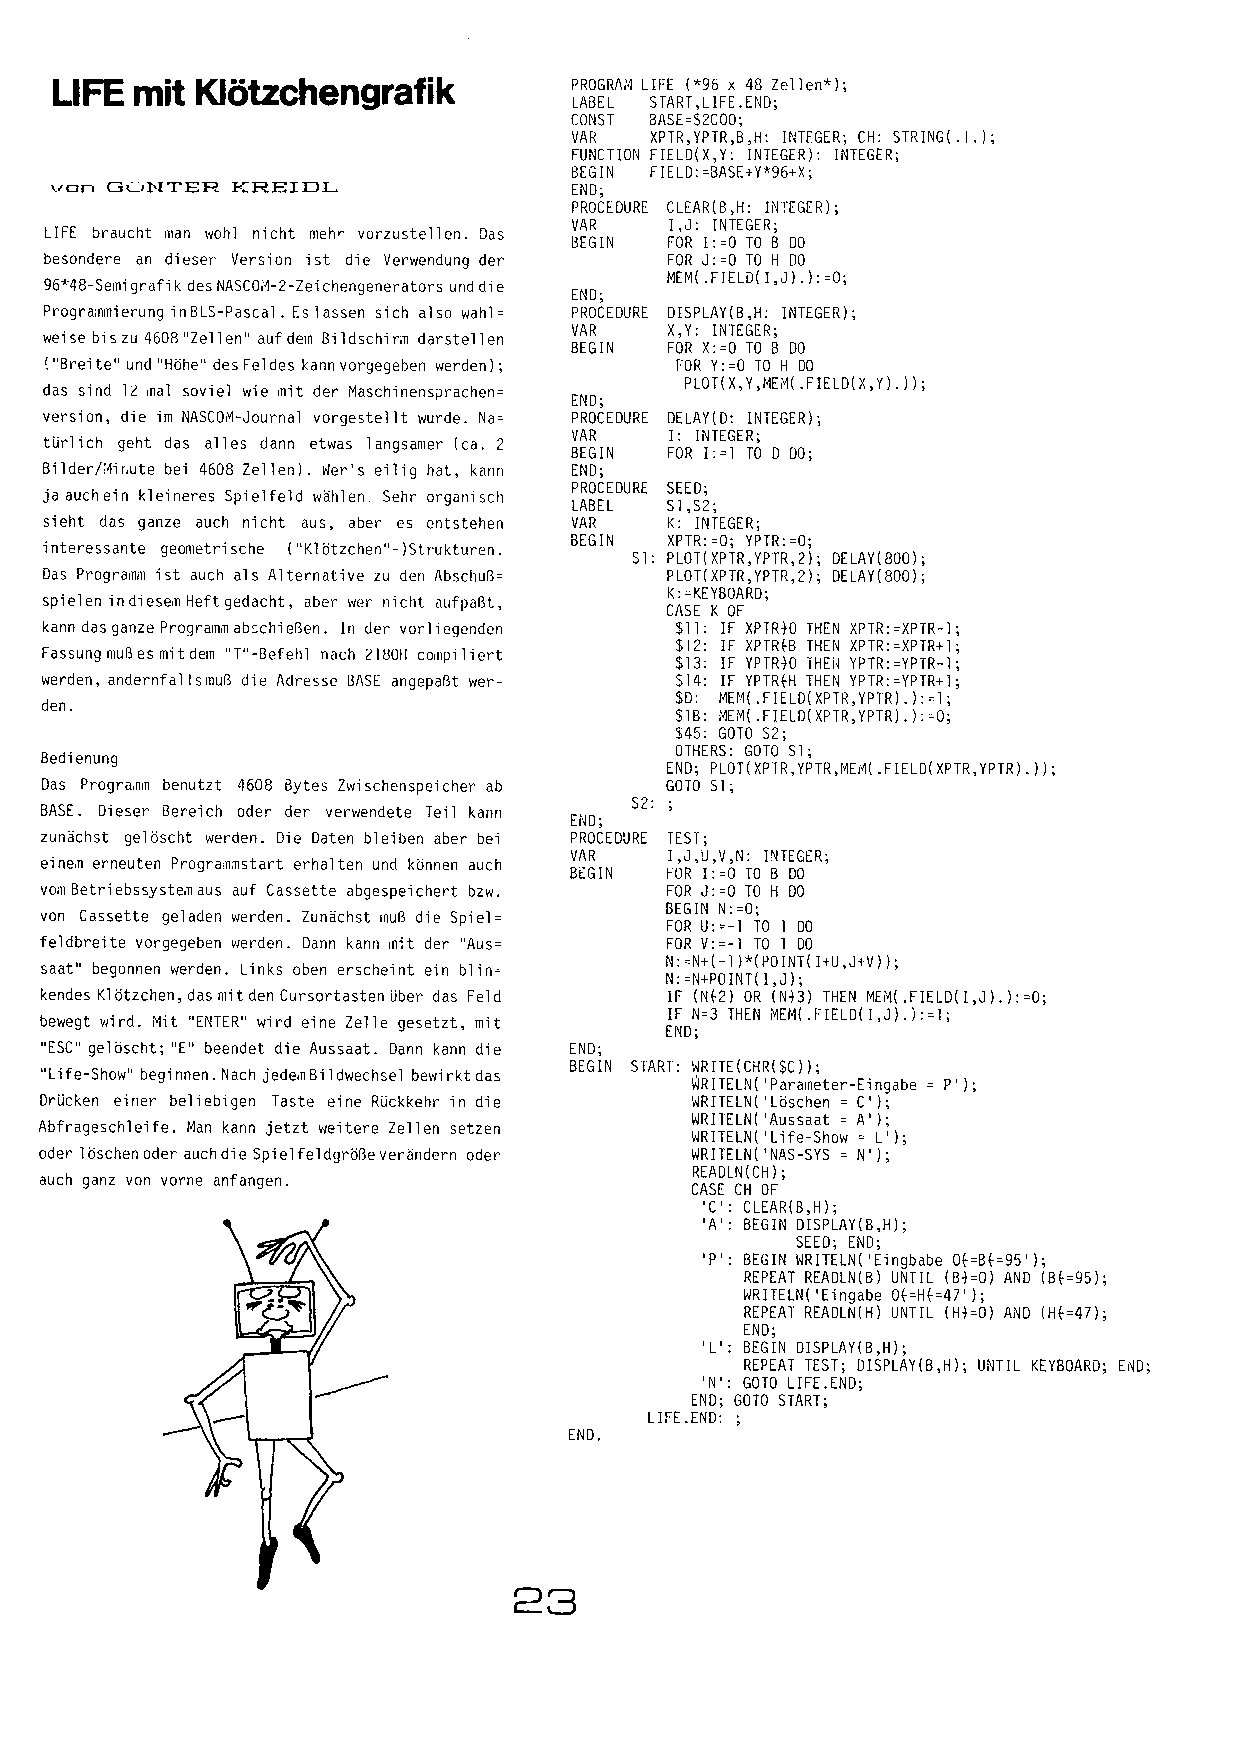 LIFE mit Klötzchengrafik
von GÜNTER KREIDL
LIFE braucht man wohl nicht mehr vorzustellen. Das
besondere an dieser Version ist die Verwendung der
96*48-Semigrafik des NASCOM-2-Zeichengenerators und die
Programmierung in BLS-Pascal. Es lassen sich also wahl=
weise bis zu 4608 "Zellen" auf dem Bildschirm darstellen
("Breite" und "Höhe" des Feldes kann vorgegeben werden);
das sind 12 mal soviel wie mit der Maschinensprachen=
version, die im NASCOM-Journal vorgestellt wurde. Na=
türlich geht das alles dann etwas langsamer (ca. 2
Bilder/Minute bei 4608 Zellen). Wer's eilig hat, kann
ja auch ein kleineres Spielfeld wählen. Sehr organisch
sieht das ganze auch nicht aus, aber es entstehen
interessante geometrische ("Klötzchen"-)Strukturen.
Das Programm ist auch als Alternative zu den Abschuß=
spielen in diesem Heft gedacht, aber wer nicht aufpaßt,
kann das ganze Programm abschießen. In der vorliegenden
Fassung muß es mit dem "T"-Befehl nach 2180H compiliert
werden, andernfalls muß die Adresse BASE angepaßt wer-
den.
Bedienung
Das Programm benutzt 4608 Bytes Zwischenspeicher ab
BASE. Dieser Bereich oder der verwendete Teil kann
zunächst gelöscht werden. Die Daten bleiben aber bei
einem erneuten Programmstart erhalten und können auch
vom Betriebssystem aus auf Cassette abgespeichert bzw.
von Cassette geladen werden. Zunächst muß die Spiel=
feldbreite vorgegeben werden. Dann kann mit der "Aus=
saat" begonnen werden. Links oben erscheint ein blin=
kendes Klötzchen, das mit den Cursortasten über das Feld
bewegt wird. Mit "ENTER" wird eine Zelle gesetzt, mit
"ESC" gelöscht; "E" beendet die Aussaat. Dann kann die
"Life-Show" beginnen. Nach jedem Bildwechsel bewirkt das
Drücken einer beliebigen Taste eine Rückkehr in die
Abfrageschleife. Man kann jetzt weitere Zellen setzen
oder löschen oder auch die Spielfeldgröße verändern oder
auch ganz von vorne anfangen.
PROGRAM LIFE (*96 x 48 Zellen*);
LABEL START,LIFE.END;
CONST BASE=$2C00;
VAR XPTR,YPTR,B,H: INTEGER; CH: STRING(.1.);
FUNCTION FIELD(X,Y: INTEGER): INTEGER;
BEGIN FIELD:=BASE+Y*96+X;
END;
PROCEDURE CLEAR(B,H: INTEGER);
VAR I,J: INTEGER;
BEGIN FOR I:=0 TO B DO
FOR J:=0 TO H DO
MEM(.FIELD(I,J).):=0;
END;
PROCEDURE DISPLAY(B,H: INTEGER);
VAR X,Y: INTEGER;
BEGIN FOR X:=0 TO B DO
FOR Y:=0 TO H DO
PLOT(X,Y,MEM(.FIELD(X,Y).));
END;
PROCEDURE DELAY(D: INTEGER);
VAR I: INTEGER;
BEGIN FOR I:=1 TO D DO;
END;
PROCEDURE SEED;
LABEL S1,S2;
VAR K: INTEGER;
BEGIN XPTR:=0; YPTR:=0;
S1: PLOT(XPTR,YPTR,2); DELAY(800);
PLOT(XPTR,YPTR,2); DELAY(800);
K:=KEYBOARD;
CASE K OF
$11: IF XPTR>0 THEN XPTR:=XPTR-1;
$12: IF XPTR<B THEN XPTR:=XPTR+1;
$13: IF YPTR>0 THEN YPTR:=YPTR-1;
$14: IF YPTR<H THEN YPTR:=YPTR+1;
$D: MEM(.FIELD(XPTR,YPTR).):=1;
$1B: MEM(.FIELD(XPTR,YPTR).):=0;
$45: GOTO S2;
OTHERS: GOTO S1;
END; PLOT(XPTR,YPTR,MEM(.FIELD(XPTR,YPTR).));
GOTO S1;
S2: ;
END;
PROCEDURE TEST;
VAR I,J,U,V,N: INTEGER;
BEGIN FOR I:=0 TO B DO
FOR J:=0 TO H DO
BEGIN N:=0;
FOR U:=-1 TO 1 DO
FOR V:=-1 TO 1 DO
N:=N+(-1)*(POINT(I+U,J+V));
N:=N+POINT(I,J);
IF (N<2) OR (N>3) THEN MEM(.FIELD(I,J).):=0;
IF N=3 THEN MEM(.FIELD(I,J).):=1;
END;
END;
BEGIN START: WRITE(CHR($C));
WRITELN('Parameter-Eingabe = P');
WRITELN('Löschen = C');
WRITELN('Aussaat = A');
WRITELN('Life-Show = L');
WRITELN('NAS-SYS = N');
READLN(CH);
CASE CH OF
'C': CLEAR(B,H);
'A': BEGIN DISPLAY(B,H);
SEED; END;
'P': BEGIN WRITELN('Eingbabe 0<=B<=95');
REPEAT READLN(B) UNTIL (B>=0) AND (B<=95);
WRITELN('Eingabe 0<=H<=47');
REPEAT READLN(H) UNTIL (H>=0) AND (H<=47);
END;
'L': BEGIN DISPLAY(B,H);
REPEAT TEST; DISPLAY(B,H); UNTIL KEYBOARD; END;
'N': GOTO LIFE.END;
END; GOTO START;
LIFE.END: ;
END.
23